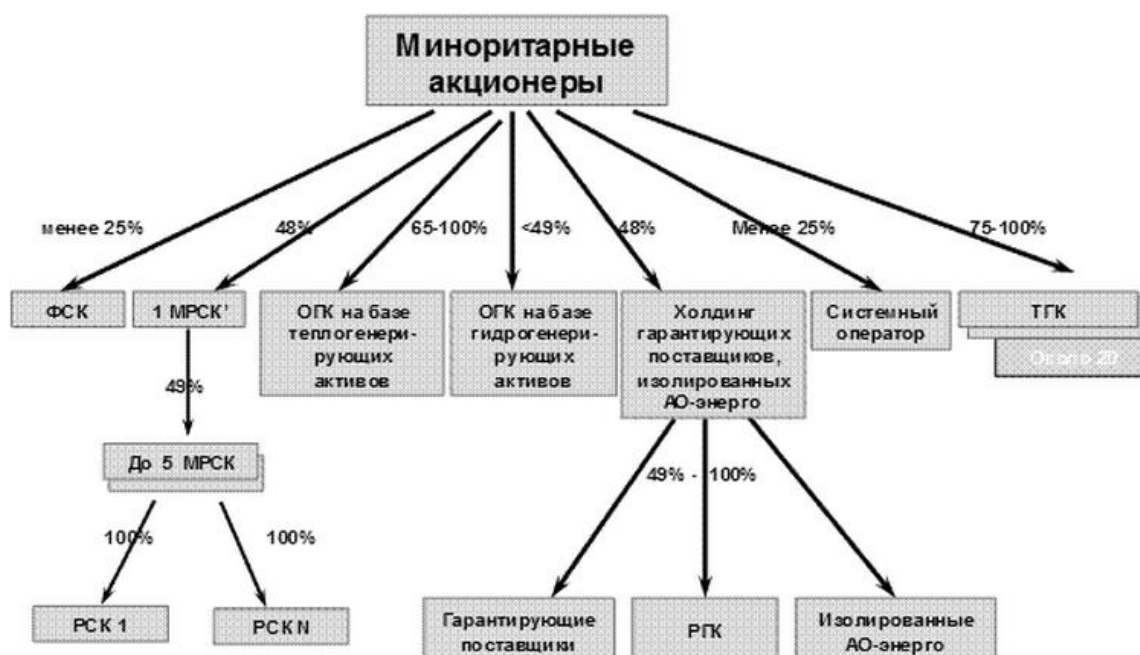 Миноритарные
акционеры
менее 25%
48%
65-100%
<49%
48%
Менее 25%
75-100%
ФСК
1 МРСК'
ОГК на базе
теплогенери-
рующих
активов
ОГК на базе
гидрогенери-
рующих
активов
Холдинг
гарантирующих
поставщиков,
изолированных
АО-энерго
Системный
оператор
ТГК
Около 20
49%
До 5 МРСК
49% - 100%
100%
100%
РСК 1
РСК N
Гарантирующие
поставщики
РГК
Изолированные
АО-энерго